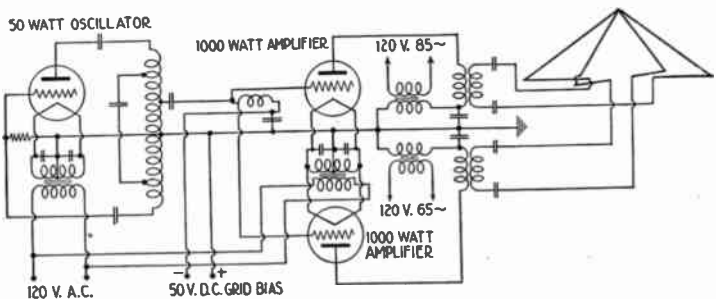 50 WATT OSCILLATOR
1000 WATT AMPLIFIER
120 V. 85~
120 V. 65~
1000 WATT
AMPLIFIER
120 V. A.C.
- +
50 V. D.C. GRID BIAS